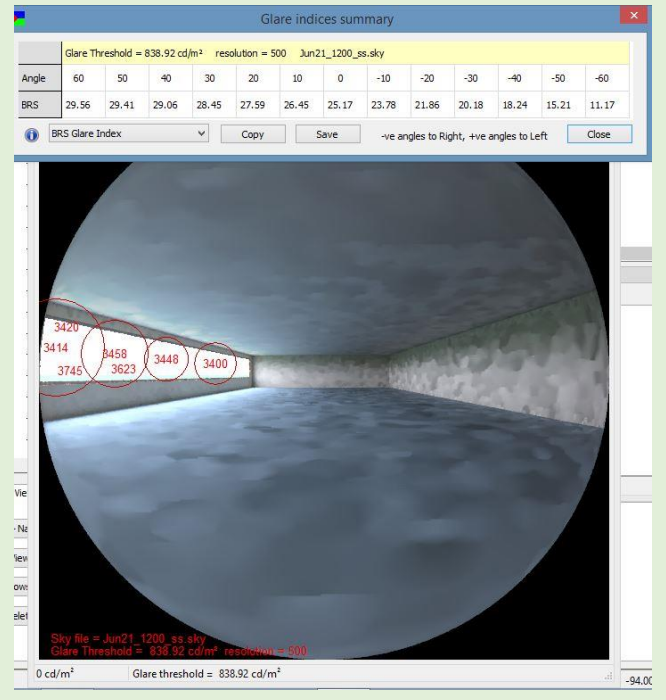 Glare indices summary
Glare Threshold = 838.92 cd/m² resolution = 500 Jun21_1200_ss.sky
Angle 60 50 40 30 20 10 0 -10 -20 -30 -40 -50 -60
BRS 29.56 29.41 29.06 28.45 27.59 26.45 25.17 23.78 21.86 20.18 18.24 15.21 11.17
BRS Glare Index Copy Save -ve angles to Right, +ve angles to Left Close
3420
3414 3458 3448 3400
3745 3623
Sky file = Jun21_1200_ss.sky
Glare Threshold = 838.92 cd/m² resolution = 500
0 cd/m² Glare threshold = 838.92 cd/m²